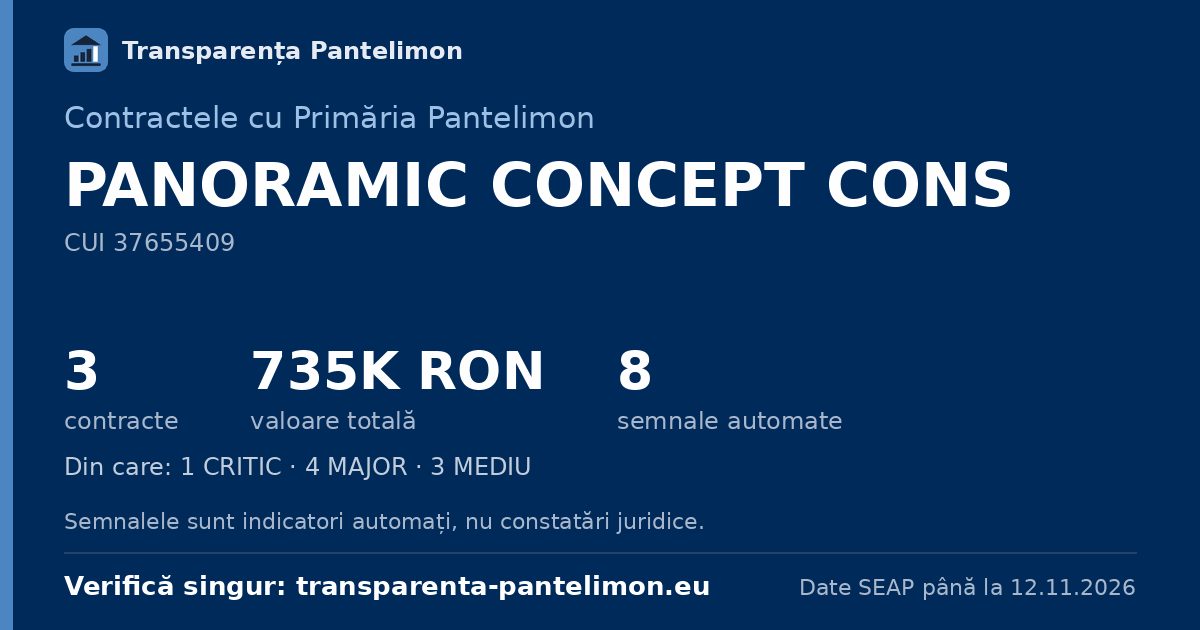 Transparența Pantelimon
Contractele cu Primăria Pantelimon
PANORAMIC CONCEPT CONS
CUI 37655409
3 735K RON 8
contracte valoare totală semnale automate
Din care: 1 CRITIC · 4 MAJOR · 3 MEDIU
Semnalele sunt indicatori automați, nu constatări juridice.
Verifică singur: transparenta-pantelimon.eu Date SEAP până la 12.11.2026